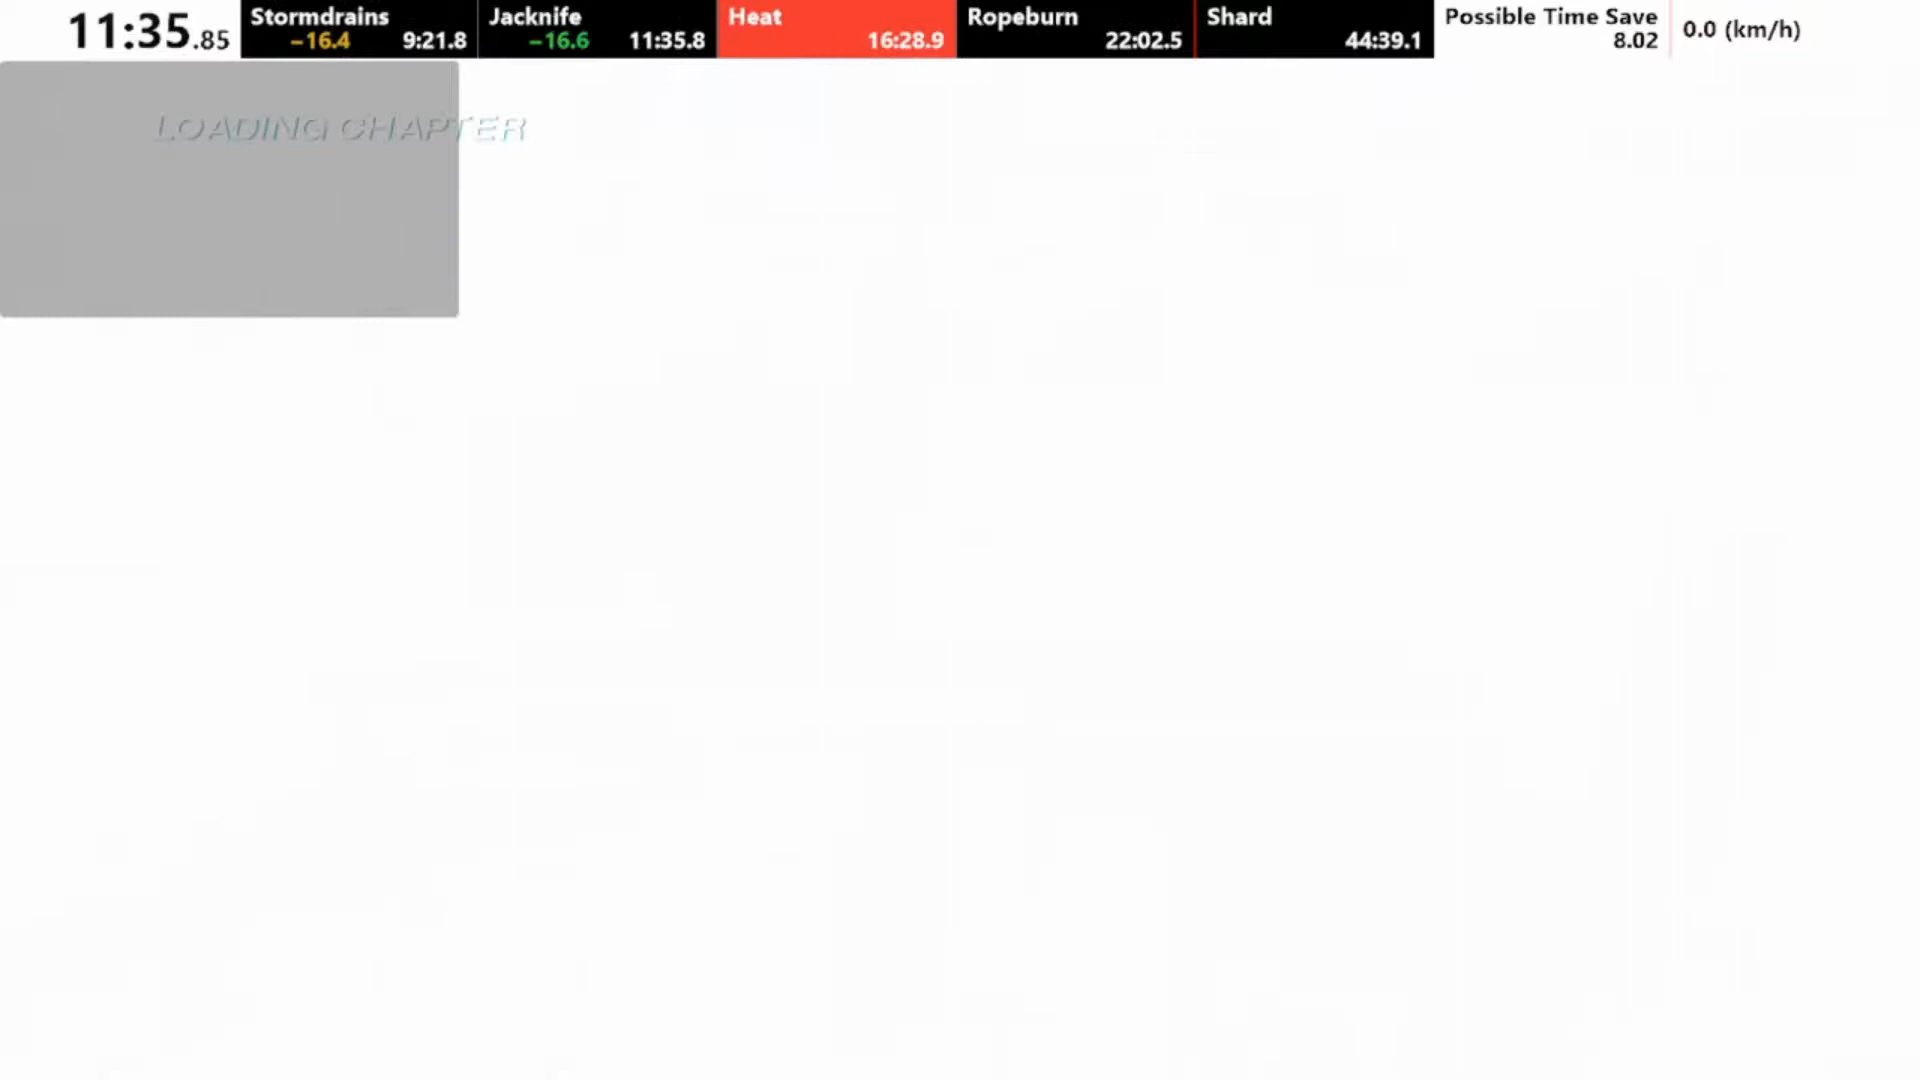 11:35.85
Stormdrains
−16.4 9:21.8
Jacknife
−16.6 11:35.8
Heat
16:28.9
Ropeburn
22:02.5
Shard
44:39.1
Possible Time Save
8.02
0.0 (km/h)
LOADING CHAPTER